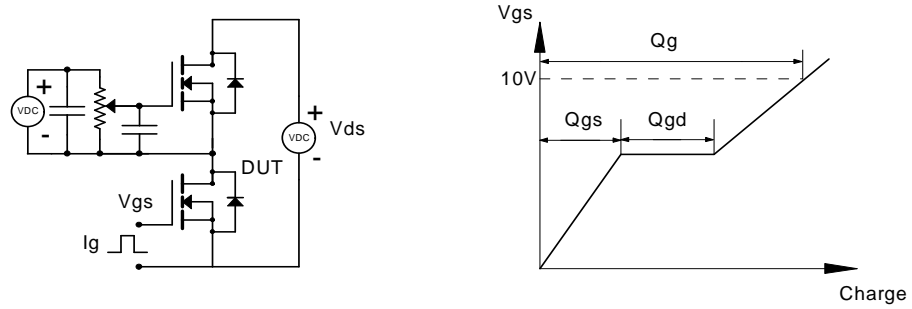 +
VDC
-
+
VDC
-
Vds
DUT
Vgs
Ig
Vgs
Qg
10V
Qgs
Qgd
Charge